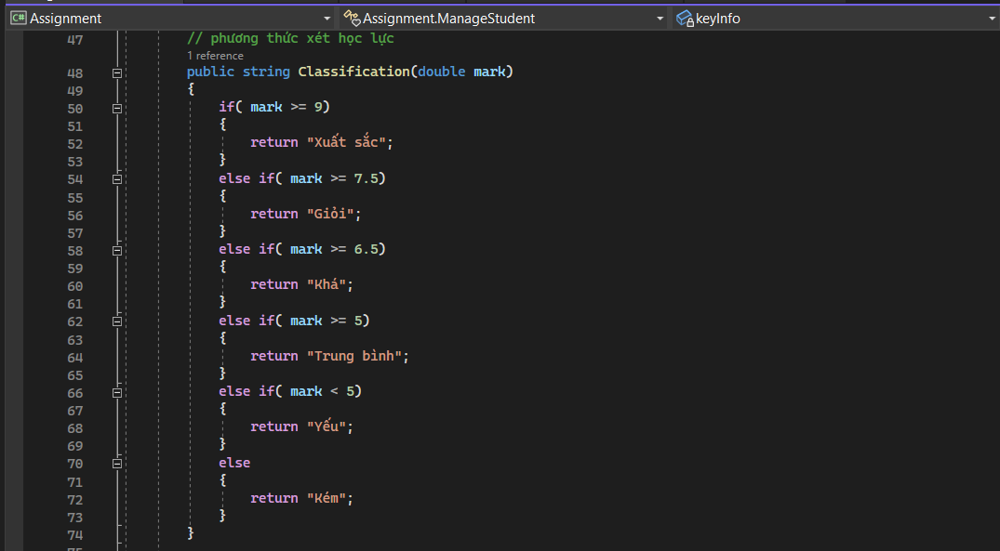 C# Assignment
Assignment.ManageStudent
keyInfo
47 // phương thức xét học lực
1 reference
48 public string Classification(double mark)
49 {
50 if( mark >= 9)
51 {
52 return "Xuất sắc";
53 }
54 else if( mark >= 7.5)
55 {
56 return "Giỏi";
57 }
58 else if( mark >= 6.5)
59 {
60 return "Khá";
61 }
62 else if( mark >= 5)
63 {
64 return "Trung bình";
65 }
66 else if( mark < 5)
67 {
68 return "Yếu";
69 }
70 else
71 {
72 return "Kém";
73 }
74 }